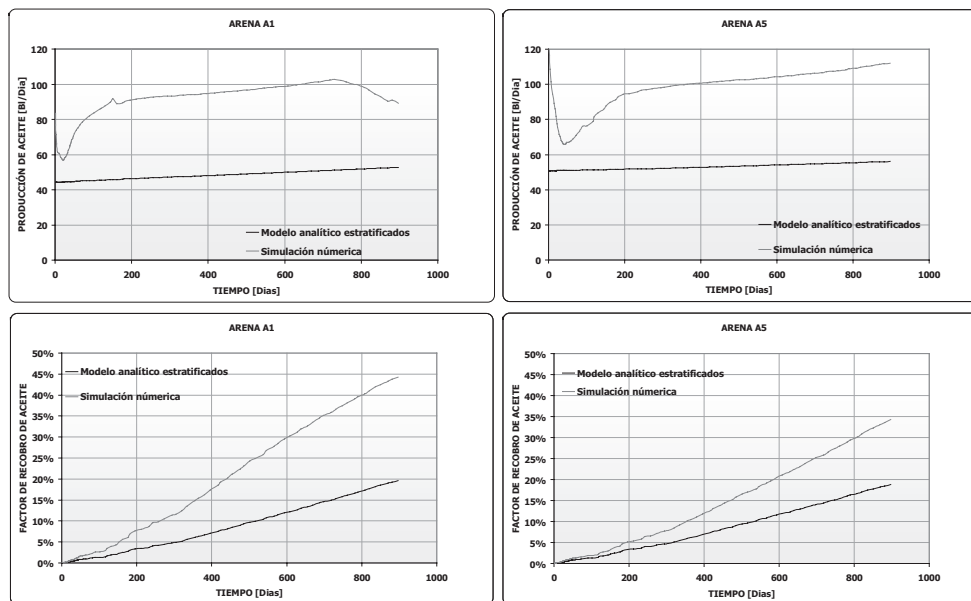 ARENA A1
PRODUCCIÓN DE ACEITE [Bl/Dia]
120
100
80
60
40
20
0
Modelo analítico estratificados
Simulación númerica
0 200 400 600 800 1000
TIEMPO [Dias]
ARENA A5
PRODUCCIÓN DE ACEITE [Bl/Dia]
120
100
80
60
40
20
0
Modelo analítico estratificados
Simulación númerica
0 200 400 600 800 1000
TIEMPO [Dias]
ARENA A1
FACTOR DE RECOBRO DE ACEITE
50%
45%
40%
35%
30%
25%
20%
15%
10%
5%
0%
Modelo analítico estratificados
Simulación númerica
0 200 400 600 800 1000
TIEMPO [Dias]
ARENA A5
FACTOR DE RECOBRO DE ACEITE
50%
45%
40%
35%
30%
25%
20%
15%
10%
5%
0%
Modelo analítico estratificados
Simulación númerica
0 200 400 600 800 1000
TIEMPO [Dias]